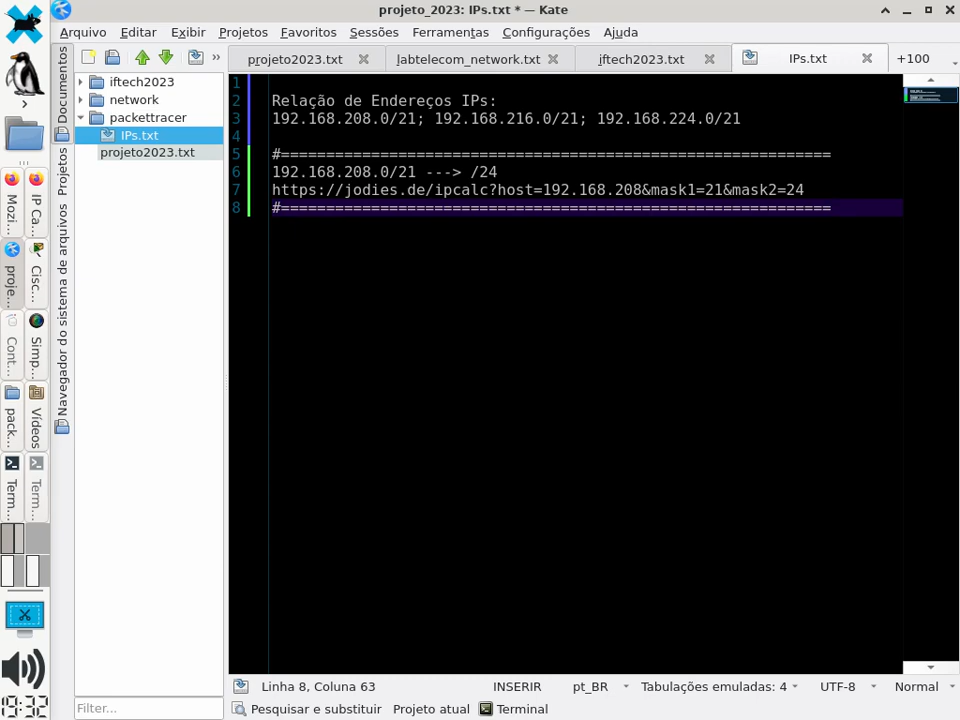 projeto_2023: IPs.txt * — Kate
Arquivo Editar Exibir Projetos Favoritos Sessões Ferramentas Configurações Ajuda
projeto2023.txt labtelecom_network.txt iftech2023.txt IPs.txt +100
Documentos
Projetos
Navegador do sistema de arquivos
iftech2023
network
packettracer
IPs.txt
projeto2023.txt
1
2 Relação de Endereços IPs:
3 192.168.208.0/21; 192.168.216.0/21; 192.168.224.0/21
4
5 #=============================================================
6 192.168.208.0/21 ---> /24
7 https://jodies.de/ipcalc?host=192.168.208&mask1=21&mask2=24
8 #=============================================================
Mozi...
IP Ca...
proje...
Cisc...
Cont...
Simp...
pack...
Vídeos
Term...
Term...
19:32
Filter...
Linha 8, Coluna 63 INSERIR pt_BR Tabulações emuladas: 4 UTF-8 Normal
Pesquisar e substituir Projeto atual Terminal